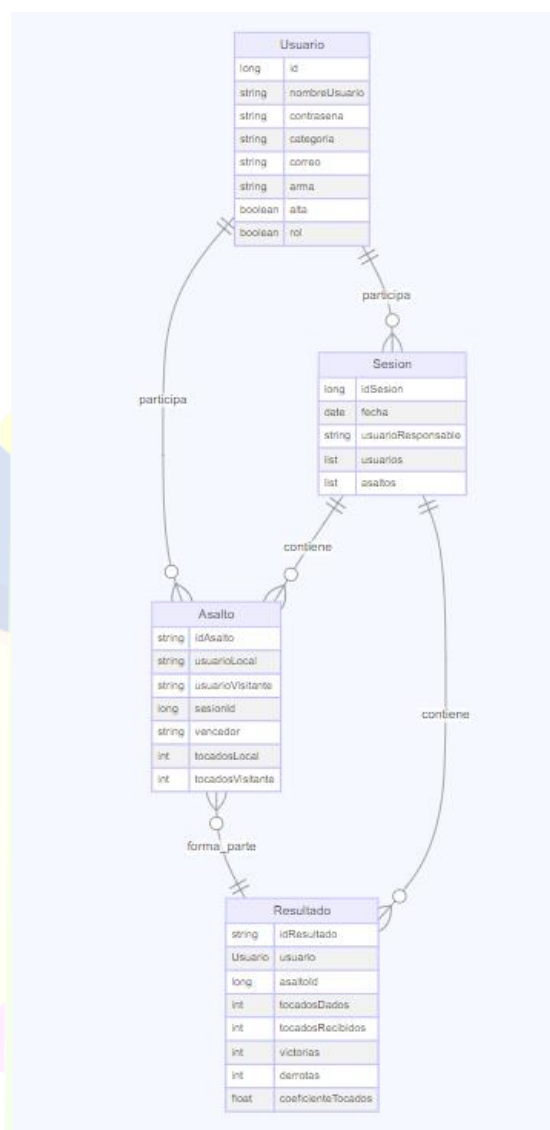 Usuario
long id
string nombreUsuario
string contrasena
string categoria
string correo
string arma
boolean alta
boolean rol
participa
Sesion
long idSesion
date fecha
string usuarioResponsable
list usuarios
list asaltos
participa
contiene
Asalto
string idAsalto
string usuarioLocal
string usuarioVisitante
long sesionId
string vencedor
int tocadosLocal
int tocadosVisitante
contiene
forma_parte
Resultado
string idResultado
Usuario usuario
long asaltoId
int tocadosDados
int tocadosRecibidos
int victorias
int derrotas
float coeficienteTocados